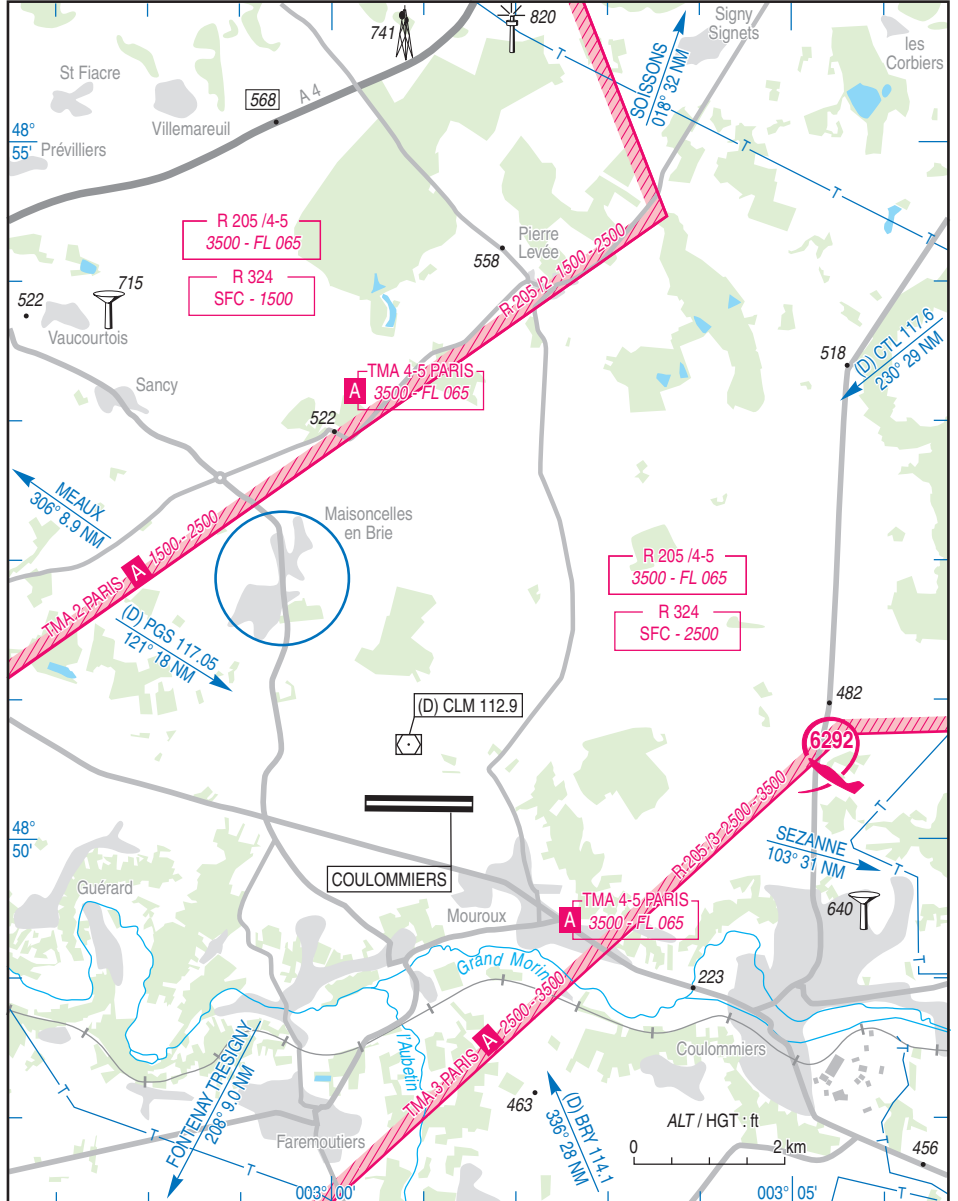 741
820
Signy
Signets
les
Corbiers
St Fiacre
568
A 4
Villemareuil
SOISSONS
018° 32 NM
T
T
48°
55'
Prévilliers
T
T
R 205 /4-5
3500 - FL 065
R 324
SFC - 1500
Pierre
Levée
558
R 205 /2 1500 - 2500
522
715
Vaucourtois
(D) CTL 117.6
230° 29 NM
518
TMA 4-5 PARIS
A
3500 - FL 065
Sancy
522
MEAUX
306° 8.9 NM
Maisoncelles
en Brie
TMA 2 PARIS A 1500 - 2500
R 205 /4-5
3500 - FL 065
R 324
SFC - 2500
(D) PGS 117.05
121° 18 NM
(D) CLM 112.9
482
6292
T
R 205 /3 2500 - 3500
48°
50'
SEZANNE
103° 31 NM
T
COULOMMIERS
Guérard
Mouroux
TMA 4-5 PARIS
A
3500 - FL 065
640
T
Grand Morin
223
TMA 3 PARIS A 2500 - 3500
Coulommiers
T
l'Aubetin
T
FONTENAY TRESIGNY
208° 9.0 NM
463
(D) BRY 114.1
336° 28 NM
ALT / HGT : ft
0
2 km
T
Faremoutiers
T
456
T
003° 00'
003° 05'
T